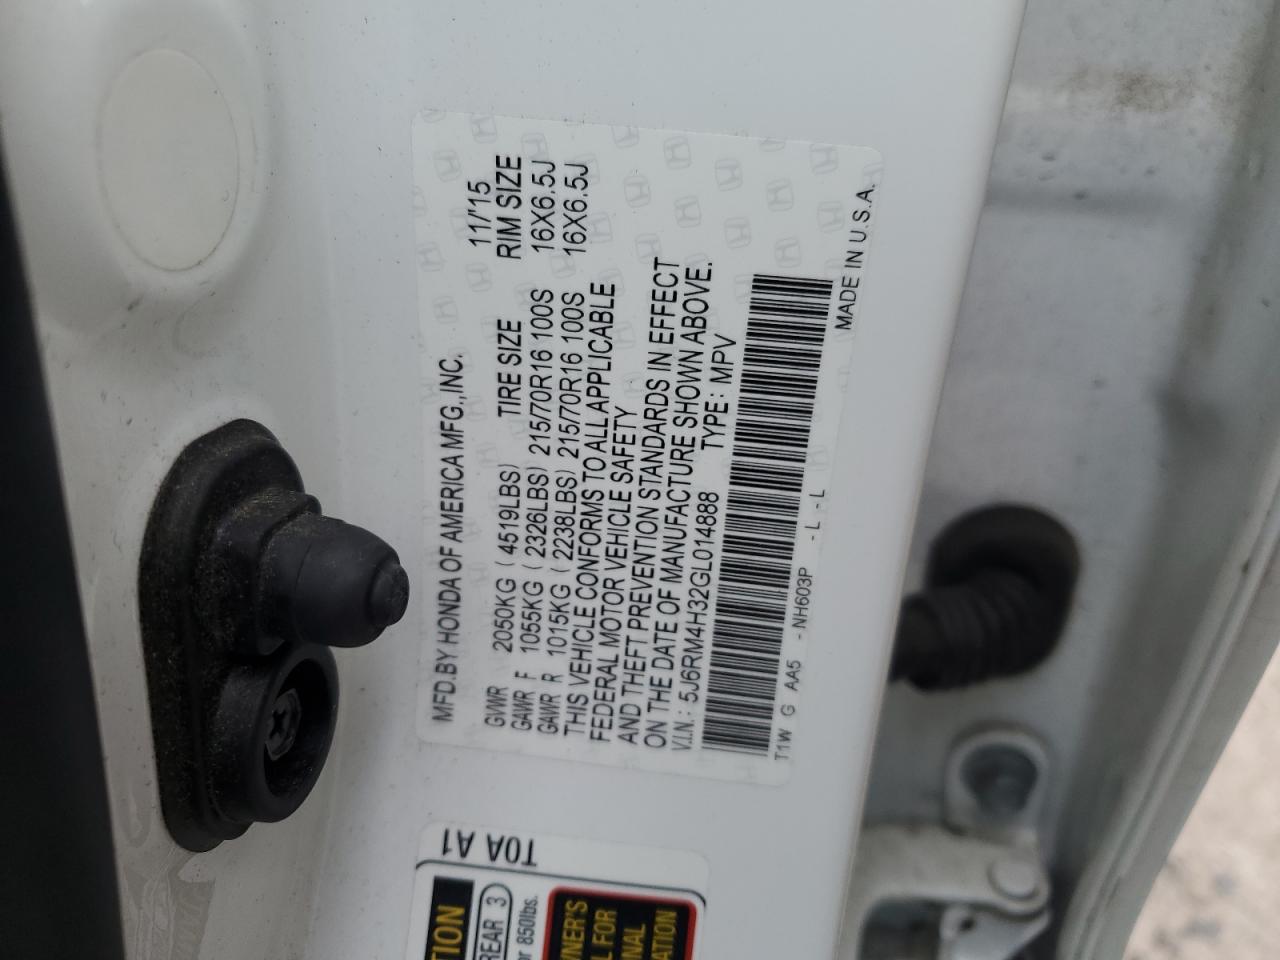 MFD.BY HONDA OF AMERICA MFG.,INC. 11/'15
GVWR 2050KG ( 4519LBS) TIRE SIZE RIM SIZE
GAWR F 1055KG ( 2326LBS) 215/70R16 100S 16X6.5J
GAWR R 1015KG ( 2238LBS) 215/70R16 100S 16X6.5J
THIS VEHICLE CONFORMS TO ALL APPLICABLE
FEDERAL MOTOR VEHICLE SAFETY
AND THEFT PREVENTION STANDARDS IN EFFECT
ON THE DATE OF MANUFACTURE SHOWN ABOVE.
V.I.N.: 5J6RM4H32GL014888 TYPE: MPV
T1W G AA5 - NH603P - L - L
MADE IN U.S.A.
T0A A1
REAR 3
850lbs.